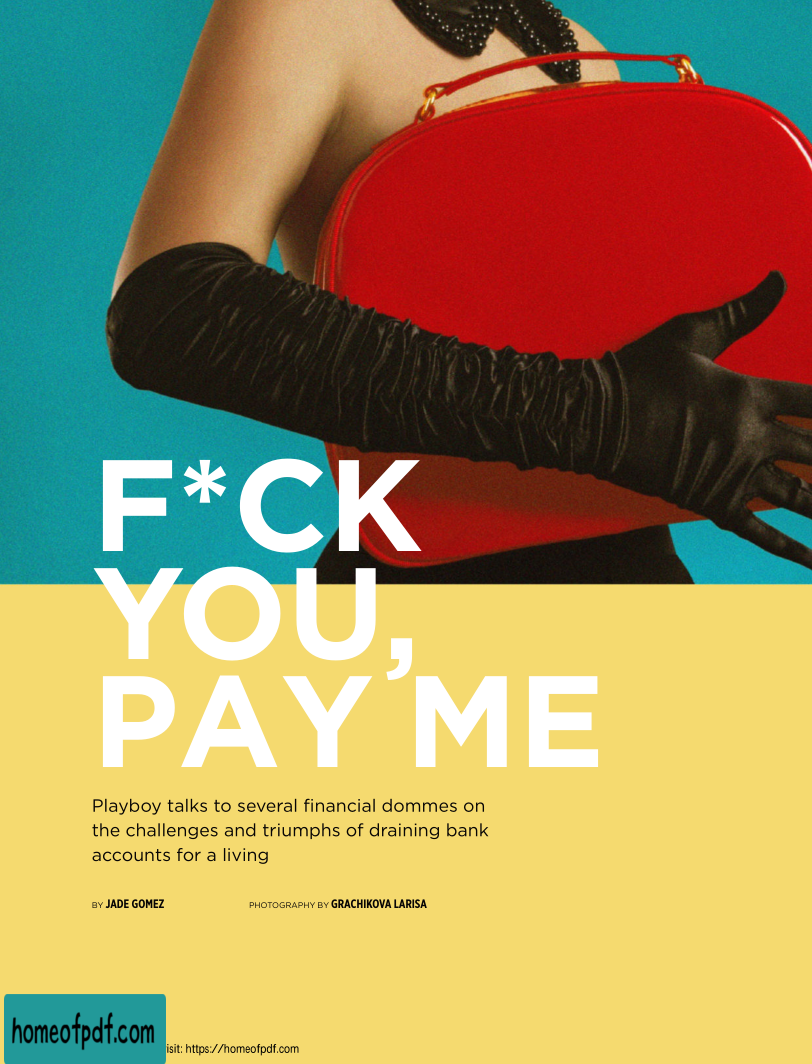 F*CK
YOU,
PAY ME
Playboy talks to several financial dommes on
the challenges and triumphs of draining bank
accounts for a living
BY JADE GOMEZ PHOTOGRAPHY BY GRACHIKOVA LARISA
homeofpdf.com
isit: https://homeofpdf.com